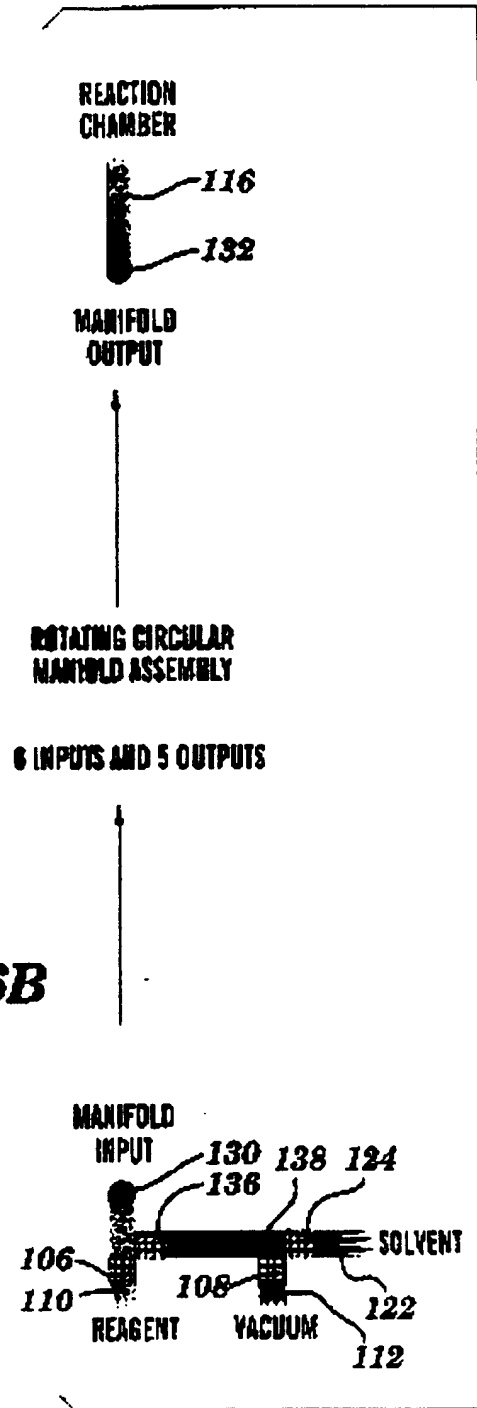 REACTION
CHAMBER
116
132
MANIFOLD
OUTPUT
ROTATING CIRCULAR
MANIFOLD ASSEMBLY
6 INPUTS AND 5 OUTPUTS
6B
MANIFOLD
INPUT
130 138 124
136
SOLVENT
106
108
122
110
REAGENT VACUUM
112